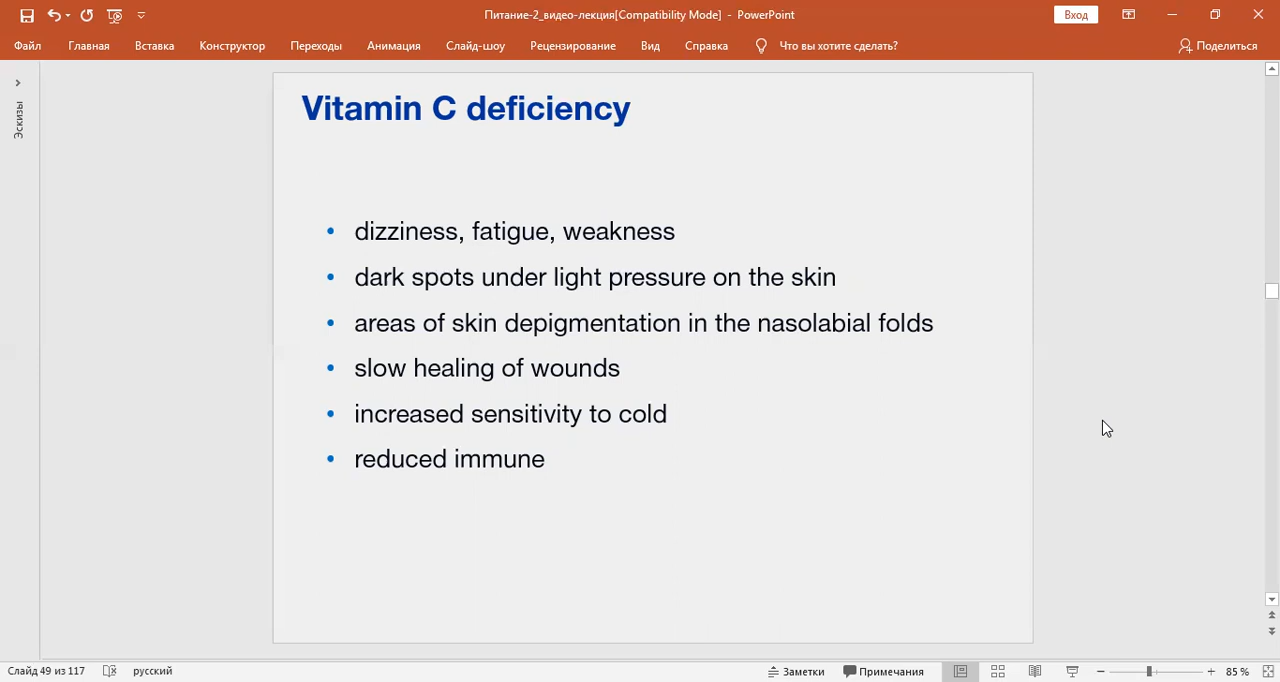 Питание-2_видео-лекция[Compatibility Mode] - PowerPoint
Вход
Файл Главная Вставка Конструктор Переходы Анимация Слайд-шоу Рецензирование Вид Справка Что вы хотите сделать? Поделиться
Эскизы
Vitamin C deficiency
• dizziness, fatigue, weakness
• dark spots under light pressure on the skin
• areas of skin depigmentation in the nasolabial folds
• slow healing of wounds
• increased sensitivity to cold
• reduced immune
Слайд 49 из 117 русский Заметки Примечания 85 %